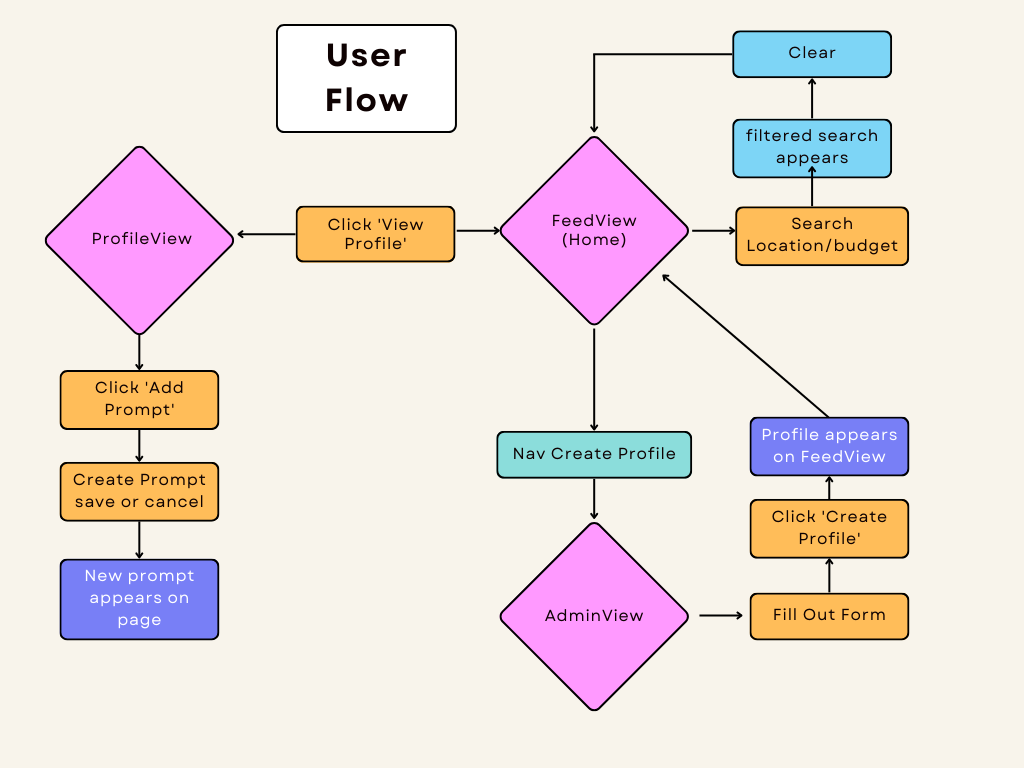 User
Flow
Clear
filtered search
appears
Search
Location/budget
FeedView
(Home)
Click 'View
Profile'
ProfileView
Click 'Add
Prompt'
Create Prompt
save or cancel
New prompt
appears on
page
Nav Create Profile
AdminView
Fill Out Form
Click 'Create
Profile'
Profile appears
on FeedView